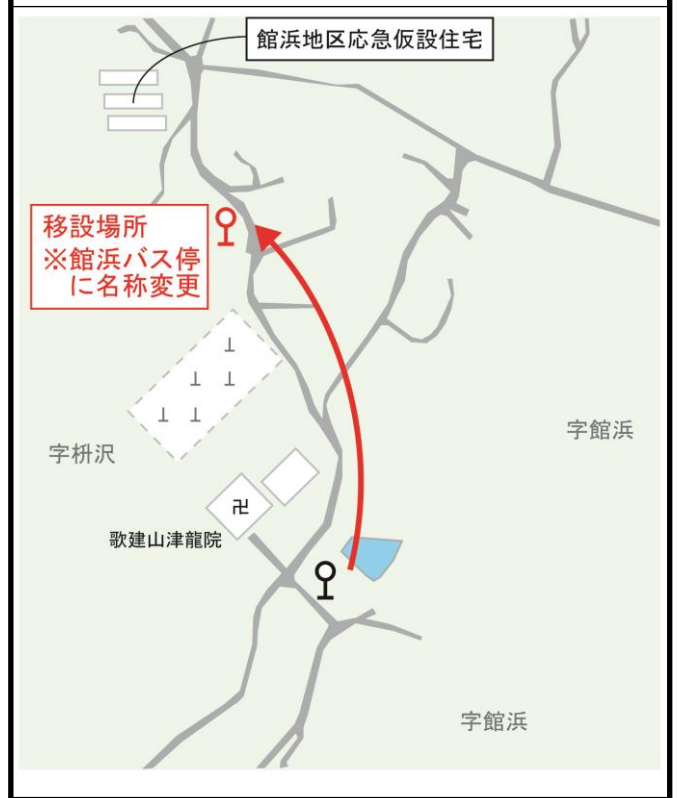 館浜地区応急仮設住宅
移設場所
※館浜バス停
に名称変更
字館浜
字枡沢
卍
歌建山津龍院
字館浜